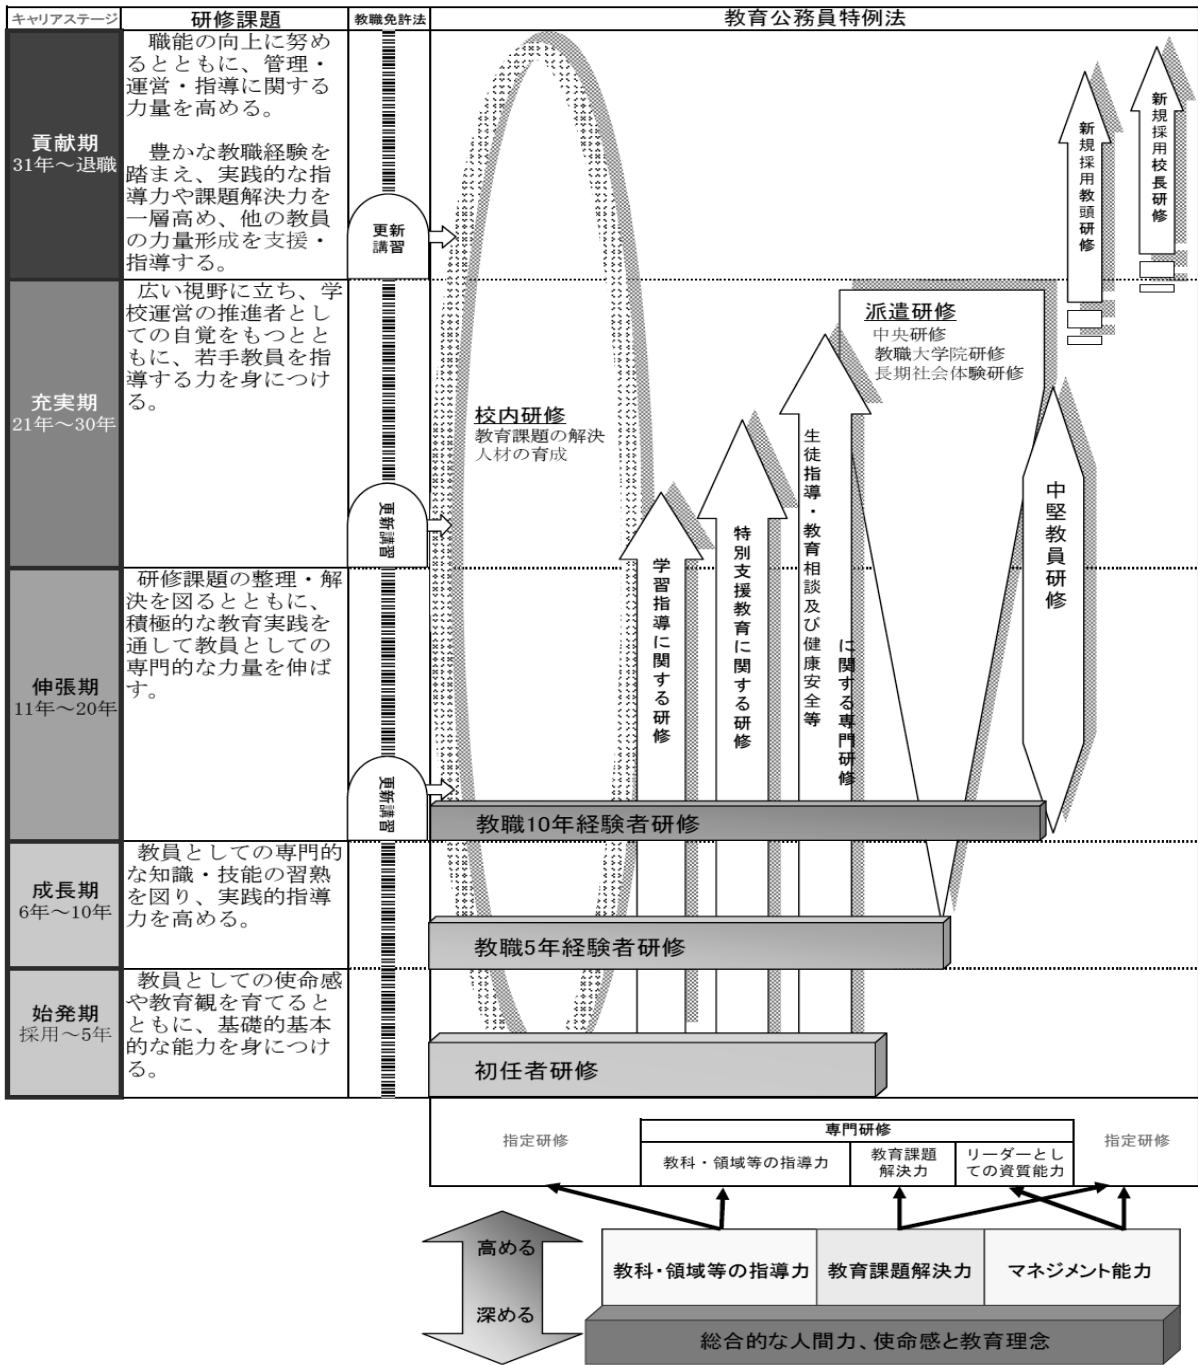 キャリアステージ
研修課題
教職免許法
教育公務員特例法
貢献期
31年～退職
職能の向上に努め
るとともに、管理・
運営・指導に関する
力量を高める。
豊かな教職経験を
踏まえ、実践的な指
導力や課題解決力を
一層高め、他の教員
の力量形成を支援・
指導する。
更新
講習
新規採用教頭研修
新規採用校長研修
充実期
21年～30年
広い視野に立ち、学
校運営の推進者とし
ての自覚をもつとと
もに、若手教員を指
導する力を身につけ
る。
更新講習
校内研修
教育課題の解決
人材の育成
派遣研修
中央研修
教職大学院研修
長期社会体験研修
学習指導に関する研修
特別支援教育に関する研修
生徒指導・教育相談及び健康安全等
に関する専門研修
中堅教員研修
伸張期
11年～20年
研修課題の整理・解
決を図るとともに、
積極的な教育実践を
通して教員としての
専門的な力量を伸ば
す。
更新講習
教職10年経験者研修
成長期
6年～10年
教員としての専門的
な知識・技能の習熟
を図り、実践的指導
力を高める。
教職5年経験者研修
始発期
採用～5年
教員としての使命感
や教育観を育てると
ともに、基礎的基本
的な能力を身につけ
る。
初任者研修
指定研修
専門研修
教科・領域等の指導力
教育課題
解決力
リーダーとし
ての資質能力
指定研修
高める
深める
教科・領域等の指導力
教育課題解決力
マネジメント能力
総合的な人間力、使命感と教育理念